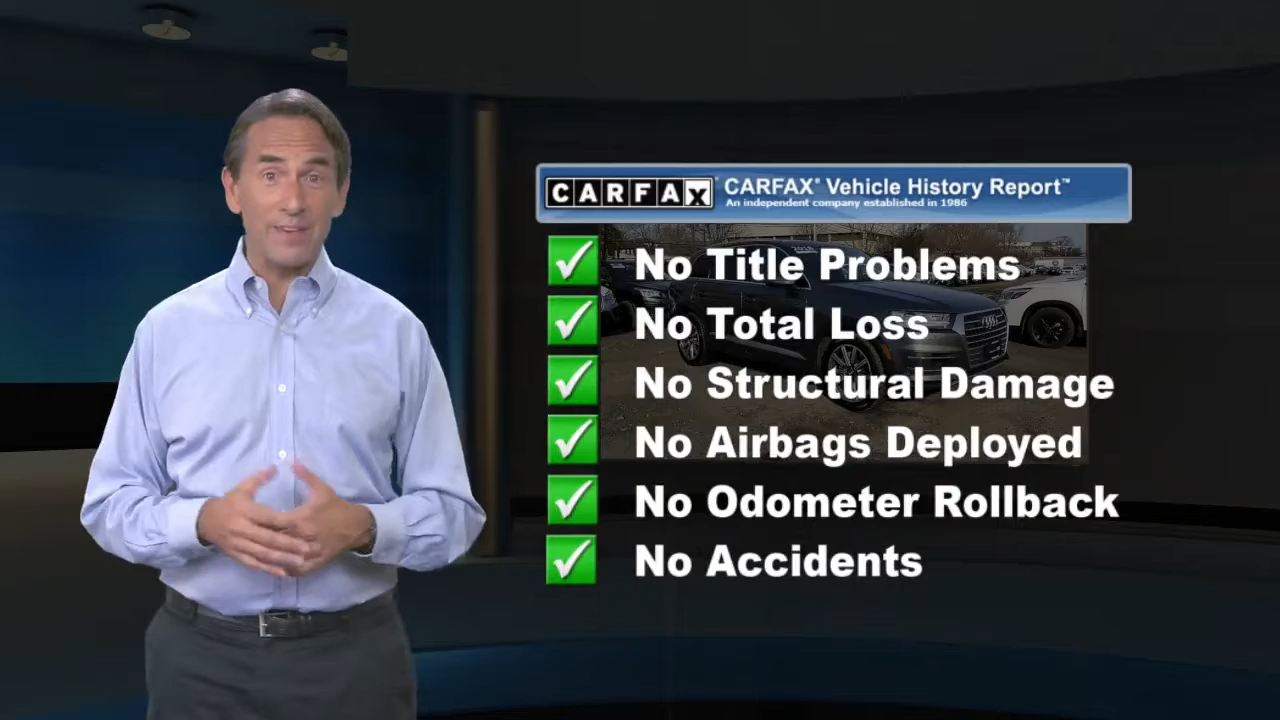 CARFAX
CARFAX® Vehicle History Report™
An independent company established in 1986
No Title Problems
No Total Loss
No Structural Damage
No Airbags Deployed
No Odometer Rollback
No Accidents